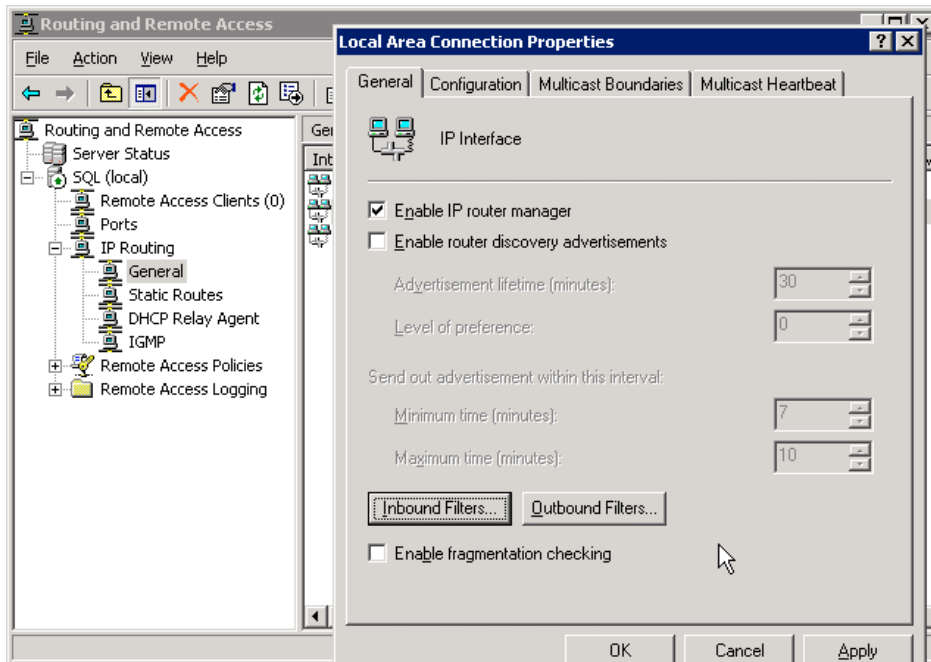 Routing and Remote Access
File Action View Help
Routing and Remote Access
Server Status
SQL (local)
Remote Access Clients (0)
Ports
IP Routing
General
Static Routes
DHCP Relay Agent
IGMP
Remote Access Policies
Remote Access Logging
Ge
Int
Local Area Connection Properties
General Configuration Multicast Boundaries Multicast Heartbeat
IP Interface
Enable IP router manager
Enable router discovery advertisements
Advertisement lifetime (minutes): 30
Level of preference: 0
Send out advertisement within this interval:
Minimum time (minutes): 7
Maximum time (minutes): 10
Inbound Filters... Outbound Filters...
Enable fragmentation checking
OK Cancel Apply